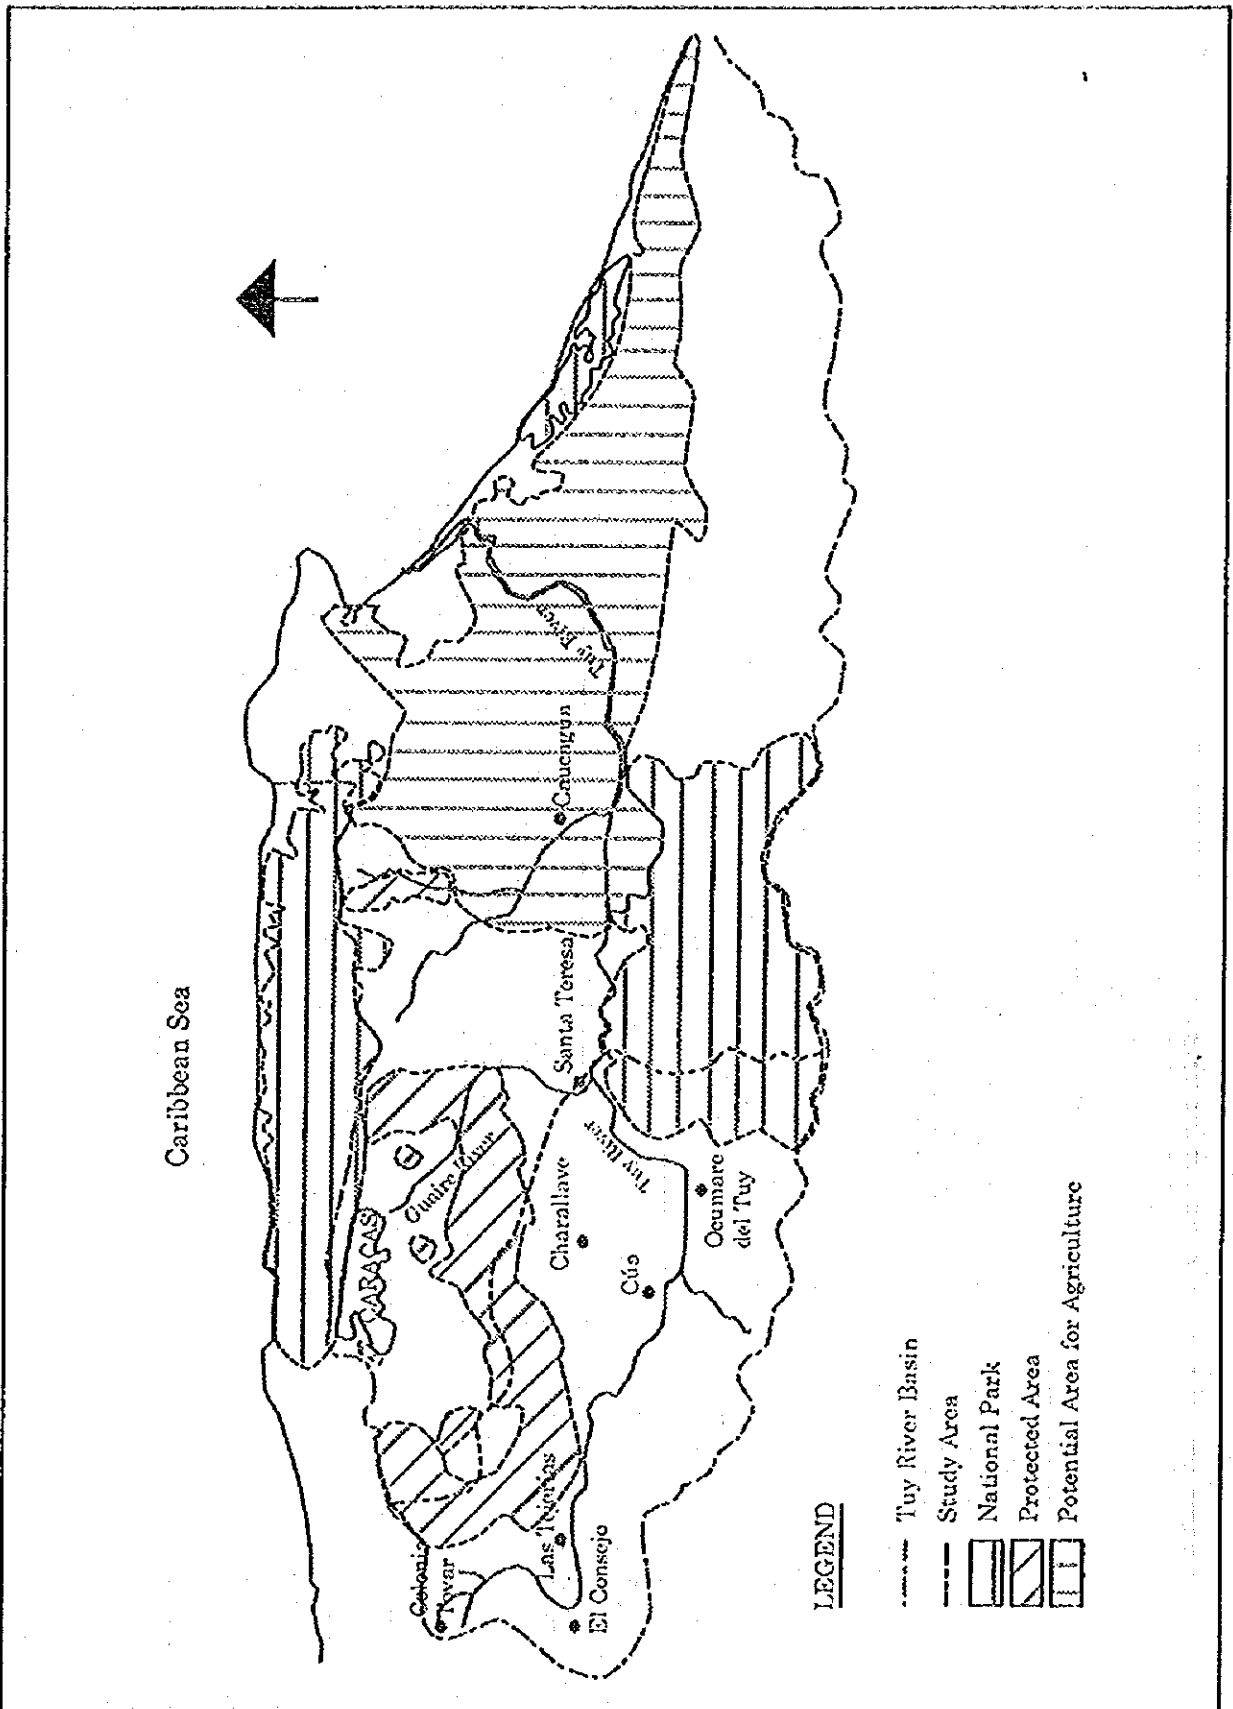 Caribbean Sea
CARACAS
Guaire River
Tuy River
Caucagua
Santa Teresa
Tuy River
Charallave
Cúa
Ocumare
del Tuy
Colonia
Tovar
Las Tejerías
El Consejo
LEGEND
Tuy River Basin
Study Area
National Park
Protected Area
Potential Area for Agriculture